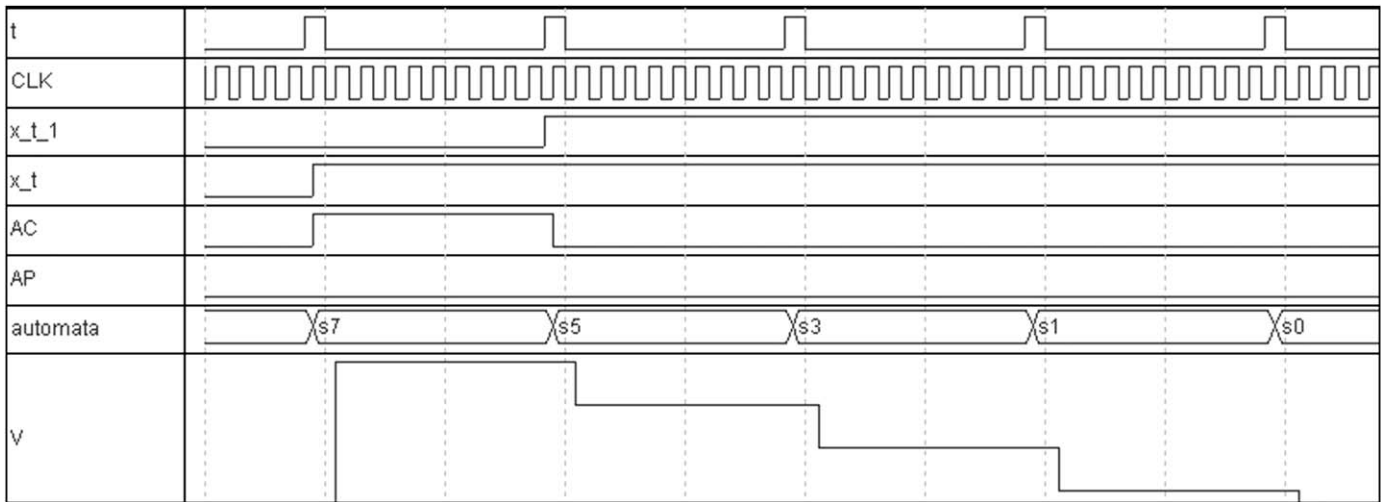 t
CLK
x_t_1
x_t
AC
AP
automata s7 s5 s3 s1 s0
V